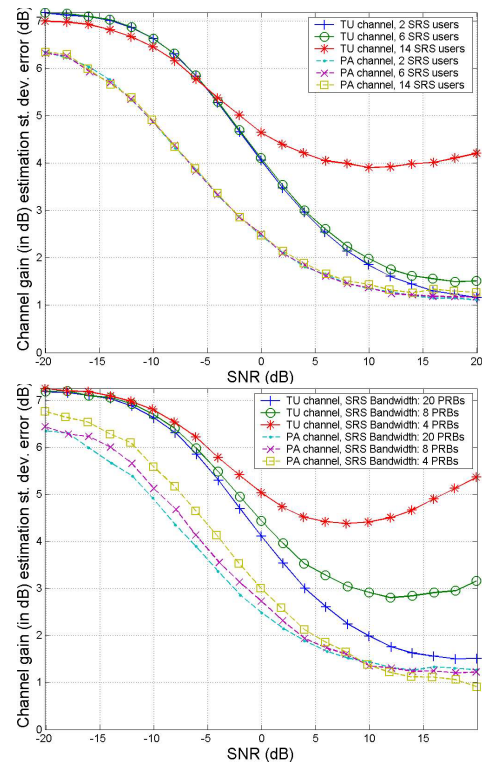 Channel gain (in dB) estimation st. dev. error (dB)
7
6
5
4
3
2
1
0
-20
-15
-10
-5
0
5
10
15
20
SNR (dB)
TU channel, 2 SRS users
TU channel, 6 SRS users
TU channel, 14 SRS users
PA channel, 2 SRS users
PA channel, 6 SRS users
PA channel, 14 SRS users
Channel gain (in dB) estimation st. dev. error (dB)
7
6
5
4
3
2
1
0
-20
-15
-10
-5
0
5
10
15
20
SNR (dB)
TU channel, SRS Bandwidth: 20 PRBs
TU channel, SRS Bandwidth: 8 PRBs
TU channel, SRS Bandwidth: 4 PRBs
PA channel, SRS Bandwidth: 20 PRBs
PA channel, SRS Bandwidth: 8 PRBs
PA channel, SRS Bandwidth: 4 PRBs